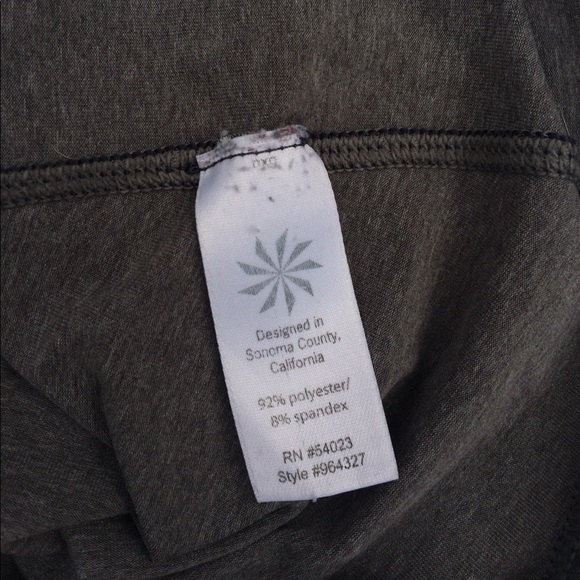 Designed in
Sonoma County,
California
92% polyester/
8% spandex
RN #54023
Style #964327